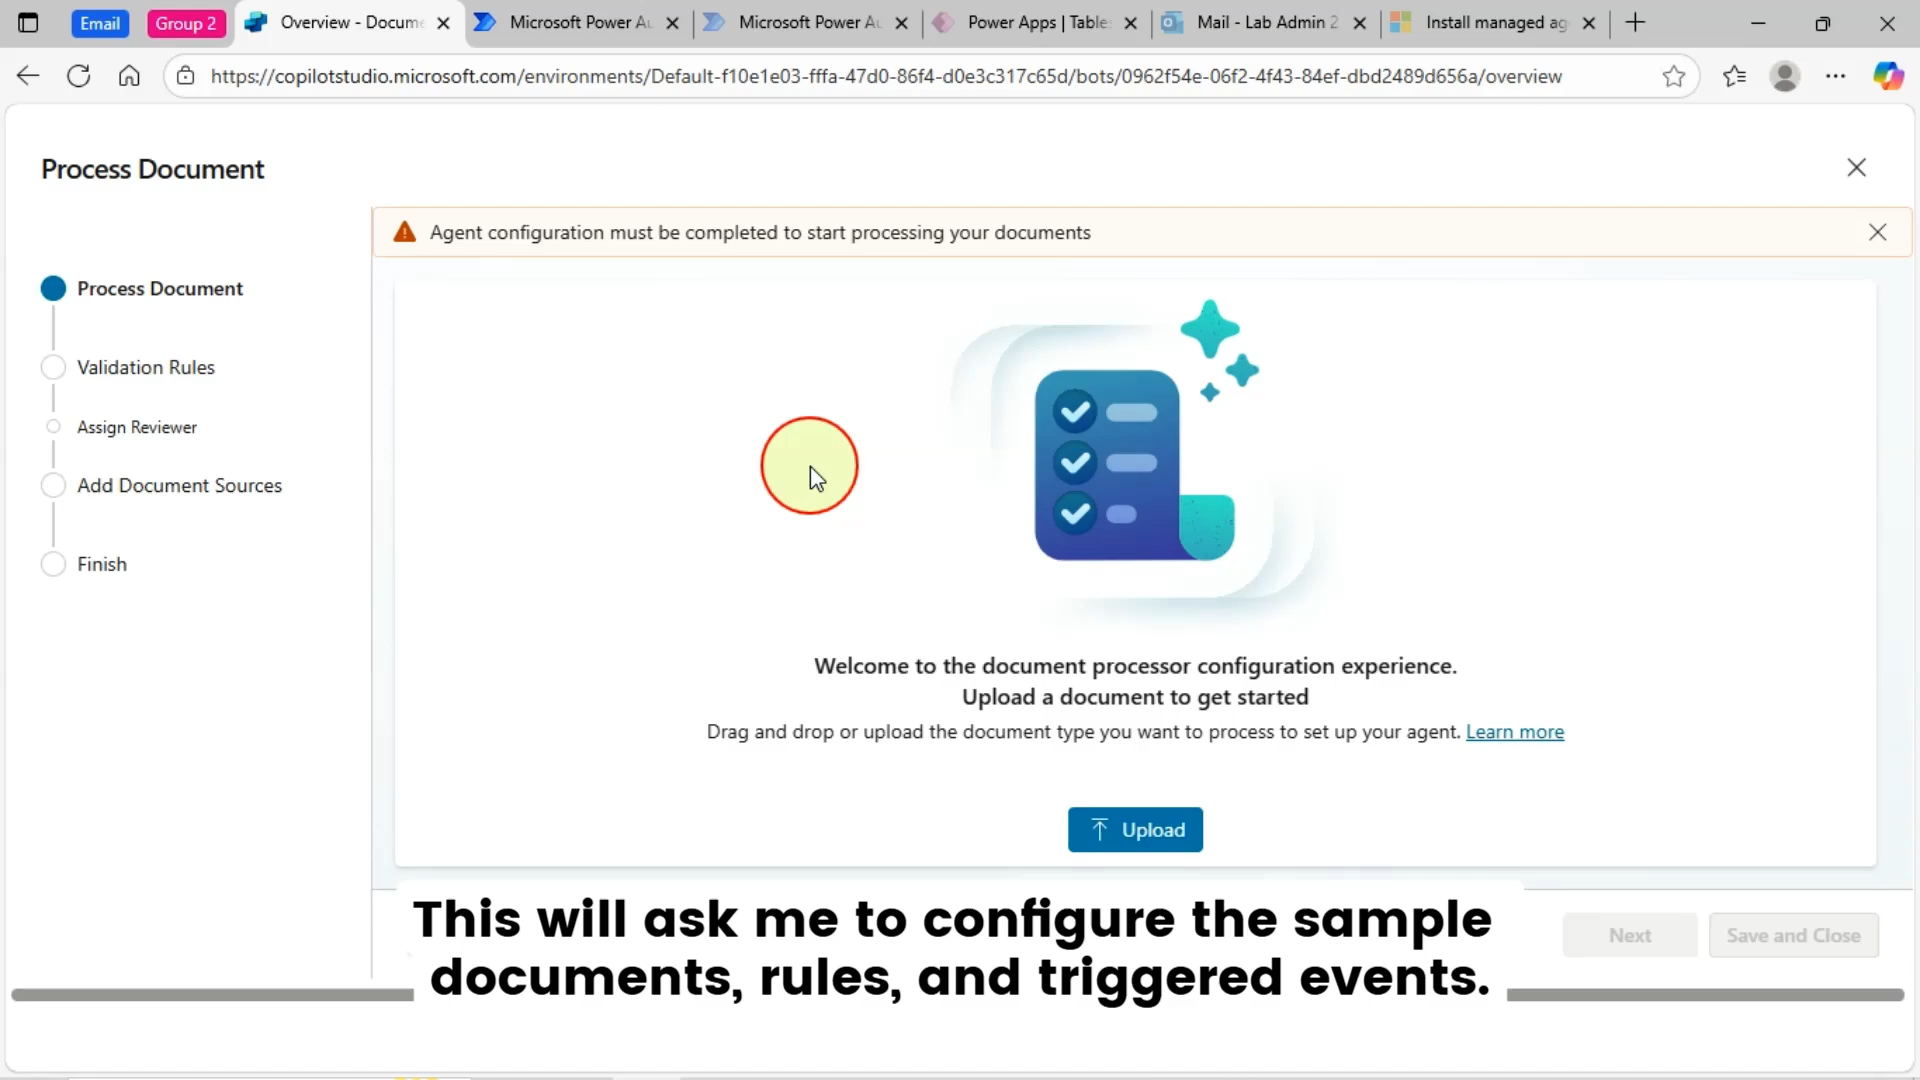 Email
Group 2
Overview - Docume
Microsoft Power Au
Microsoft Power Au
Power Apps | Table
Mail - Lab Admin 2
Install managed ag
https://copilotstudio.microsoft.com/environments/Default-f10e1e03-fffa-47d0-86f4-d0e3c317c65d/bots/0962f54e-06f2-4f43-84ef-dbd2489d656a/overview
Process Document
Agent configuration must be completed to start processing your documents
Process Document
Validation Rules
Assign Reviewer
Add Document Sources
Finish
Welcome to the document processor configuration experience.
Upload a document to get started
Drag and drop or upload the document type you want to process to set up your agent. Learn more
Upload
Next
Save and Close
This will ask me to configure the sample
documents, rules, and triggered events.